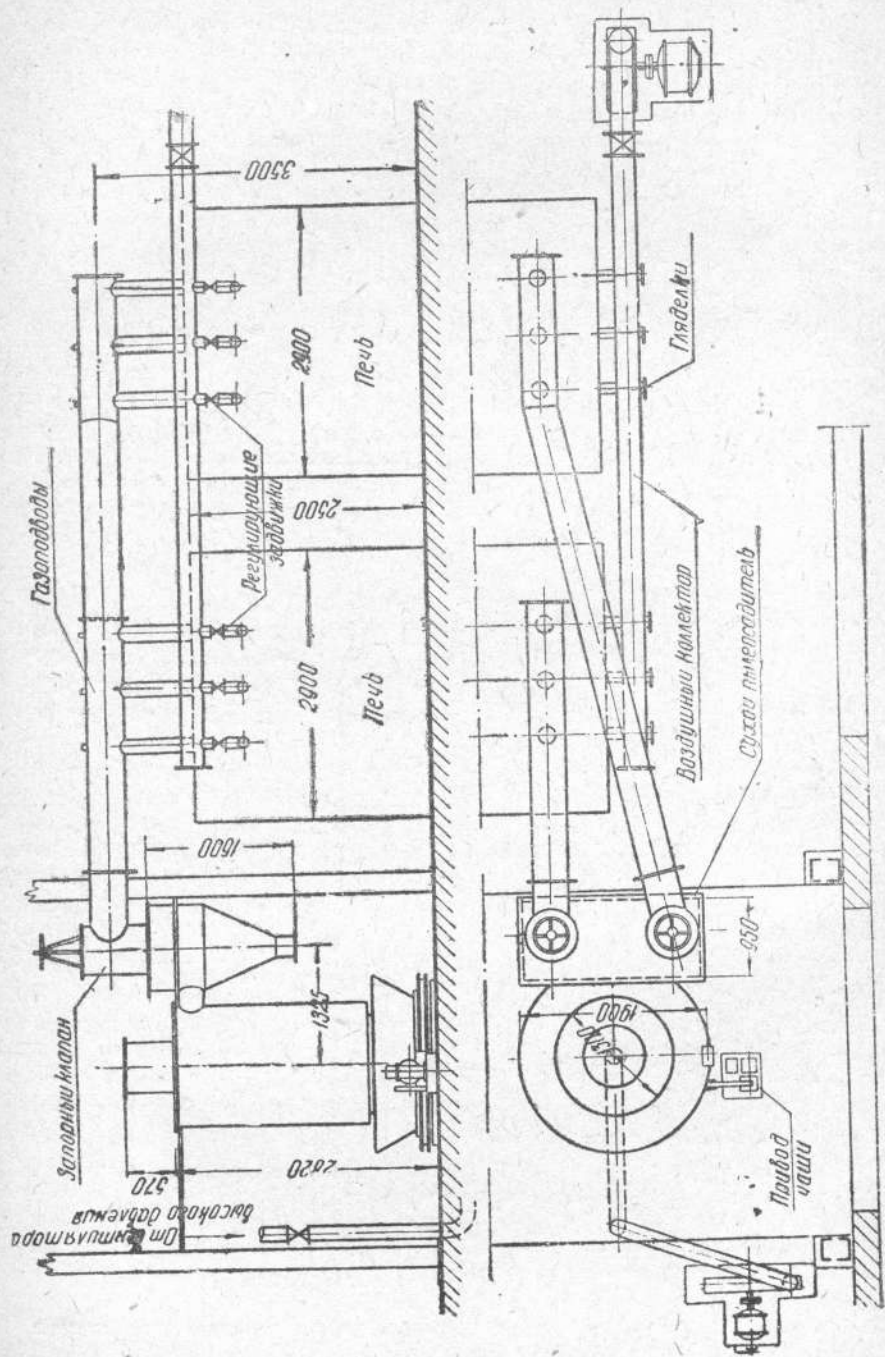 Газоподводы
Запорный клапан
От вентилятора
высокого давления
570
2820
1325
1600
2900
Печь
2500
Регулирующие
задвижки
2900
Печь
3500
1900
950
Привод
чаши
Сухой пылеосадитель
Воздушный коллектор
Гляделки